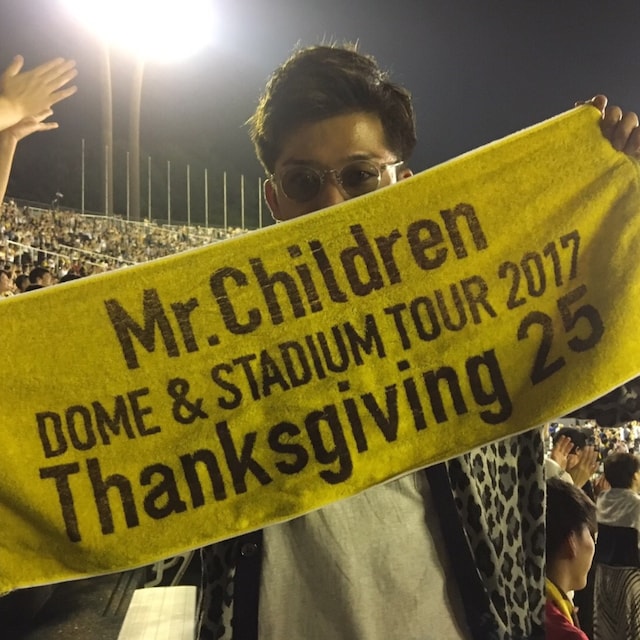 Mr.Children
DOME & STADIUM TOUR 2017
Thanksgiving 25